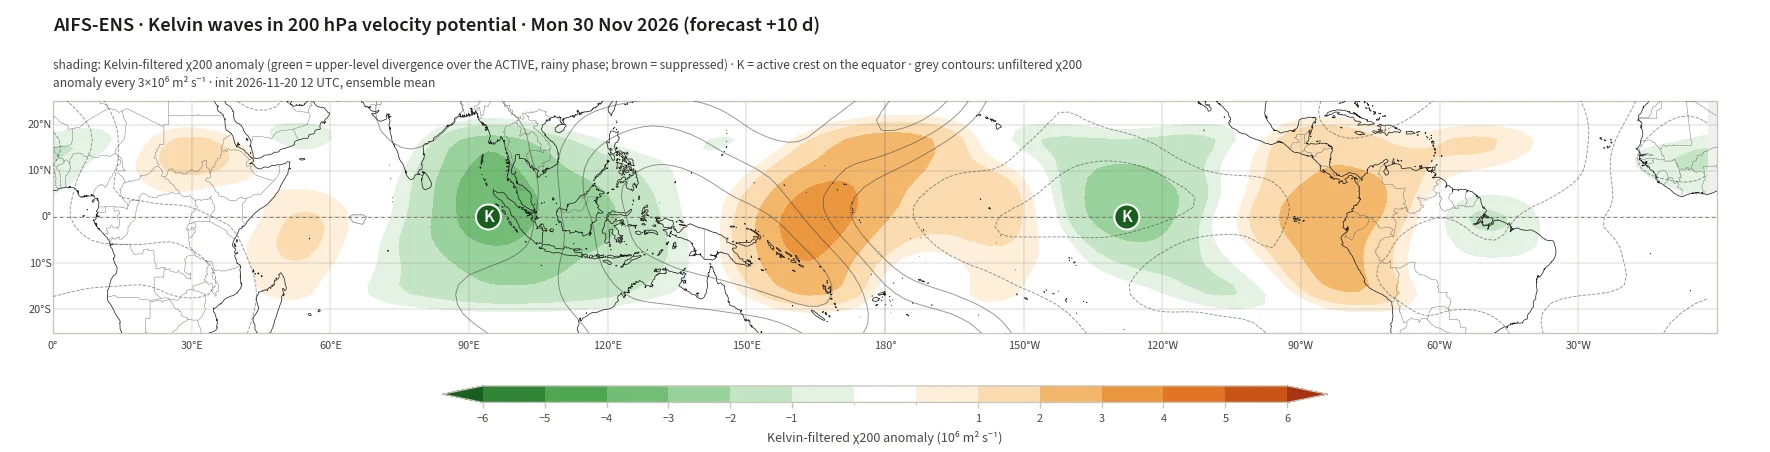 AIFS-ENS · Kelvin waves in 200 hPa velocity potential · Mon 30 Nov 2026 (forecast +10 d)
shading: Kelvin-filtered χ200 anomaly (green = upper-level divergence over the ACTIVE, rainy phase; brown = suppressed) · K = active crest on the equator · grey contours: unfiltered χ200
anomaly every 3×10⁶ m² s⁻¹ · init 2026-11-20 12 UTC, ensemble mean
20°N
10°N
0°
10°S
20°S
K
K
0° 30°E 60°E 90°E 120°E 150°E 180° 150°W 120°W 90°W 60°W 30°W
−6 −5 −4 −3 −2 −1 1 2 3 4 5 6
Kelvin-filtered χ200 anomaly (10⁶ m² s⁻¹)